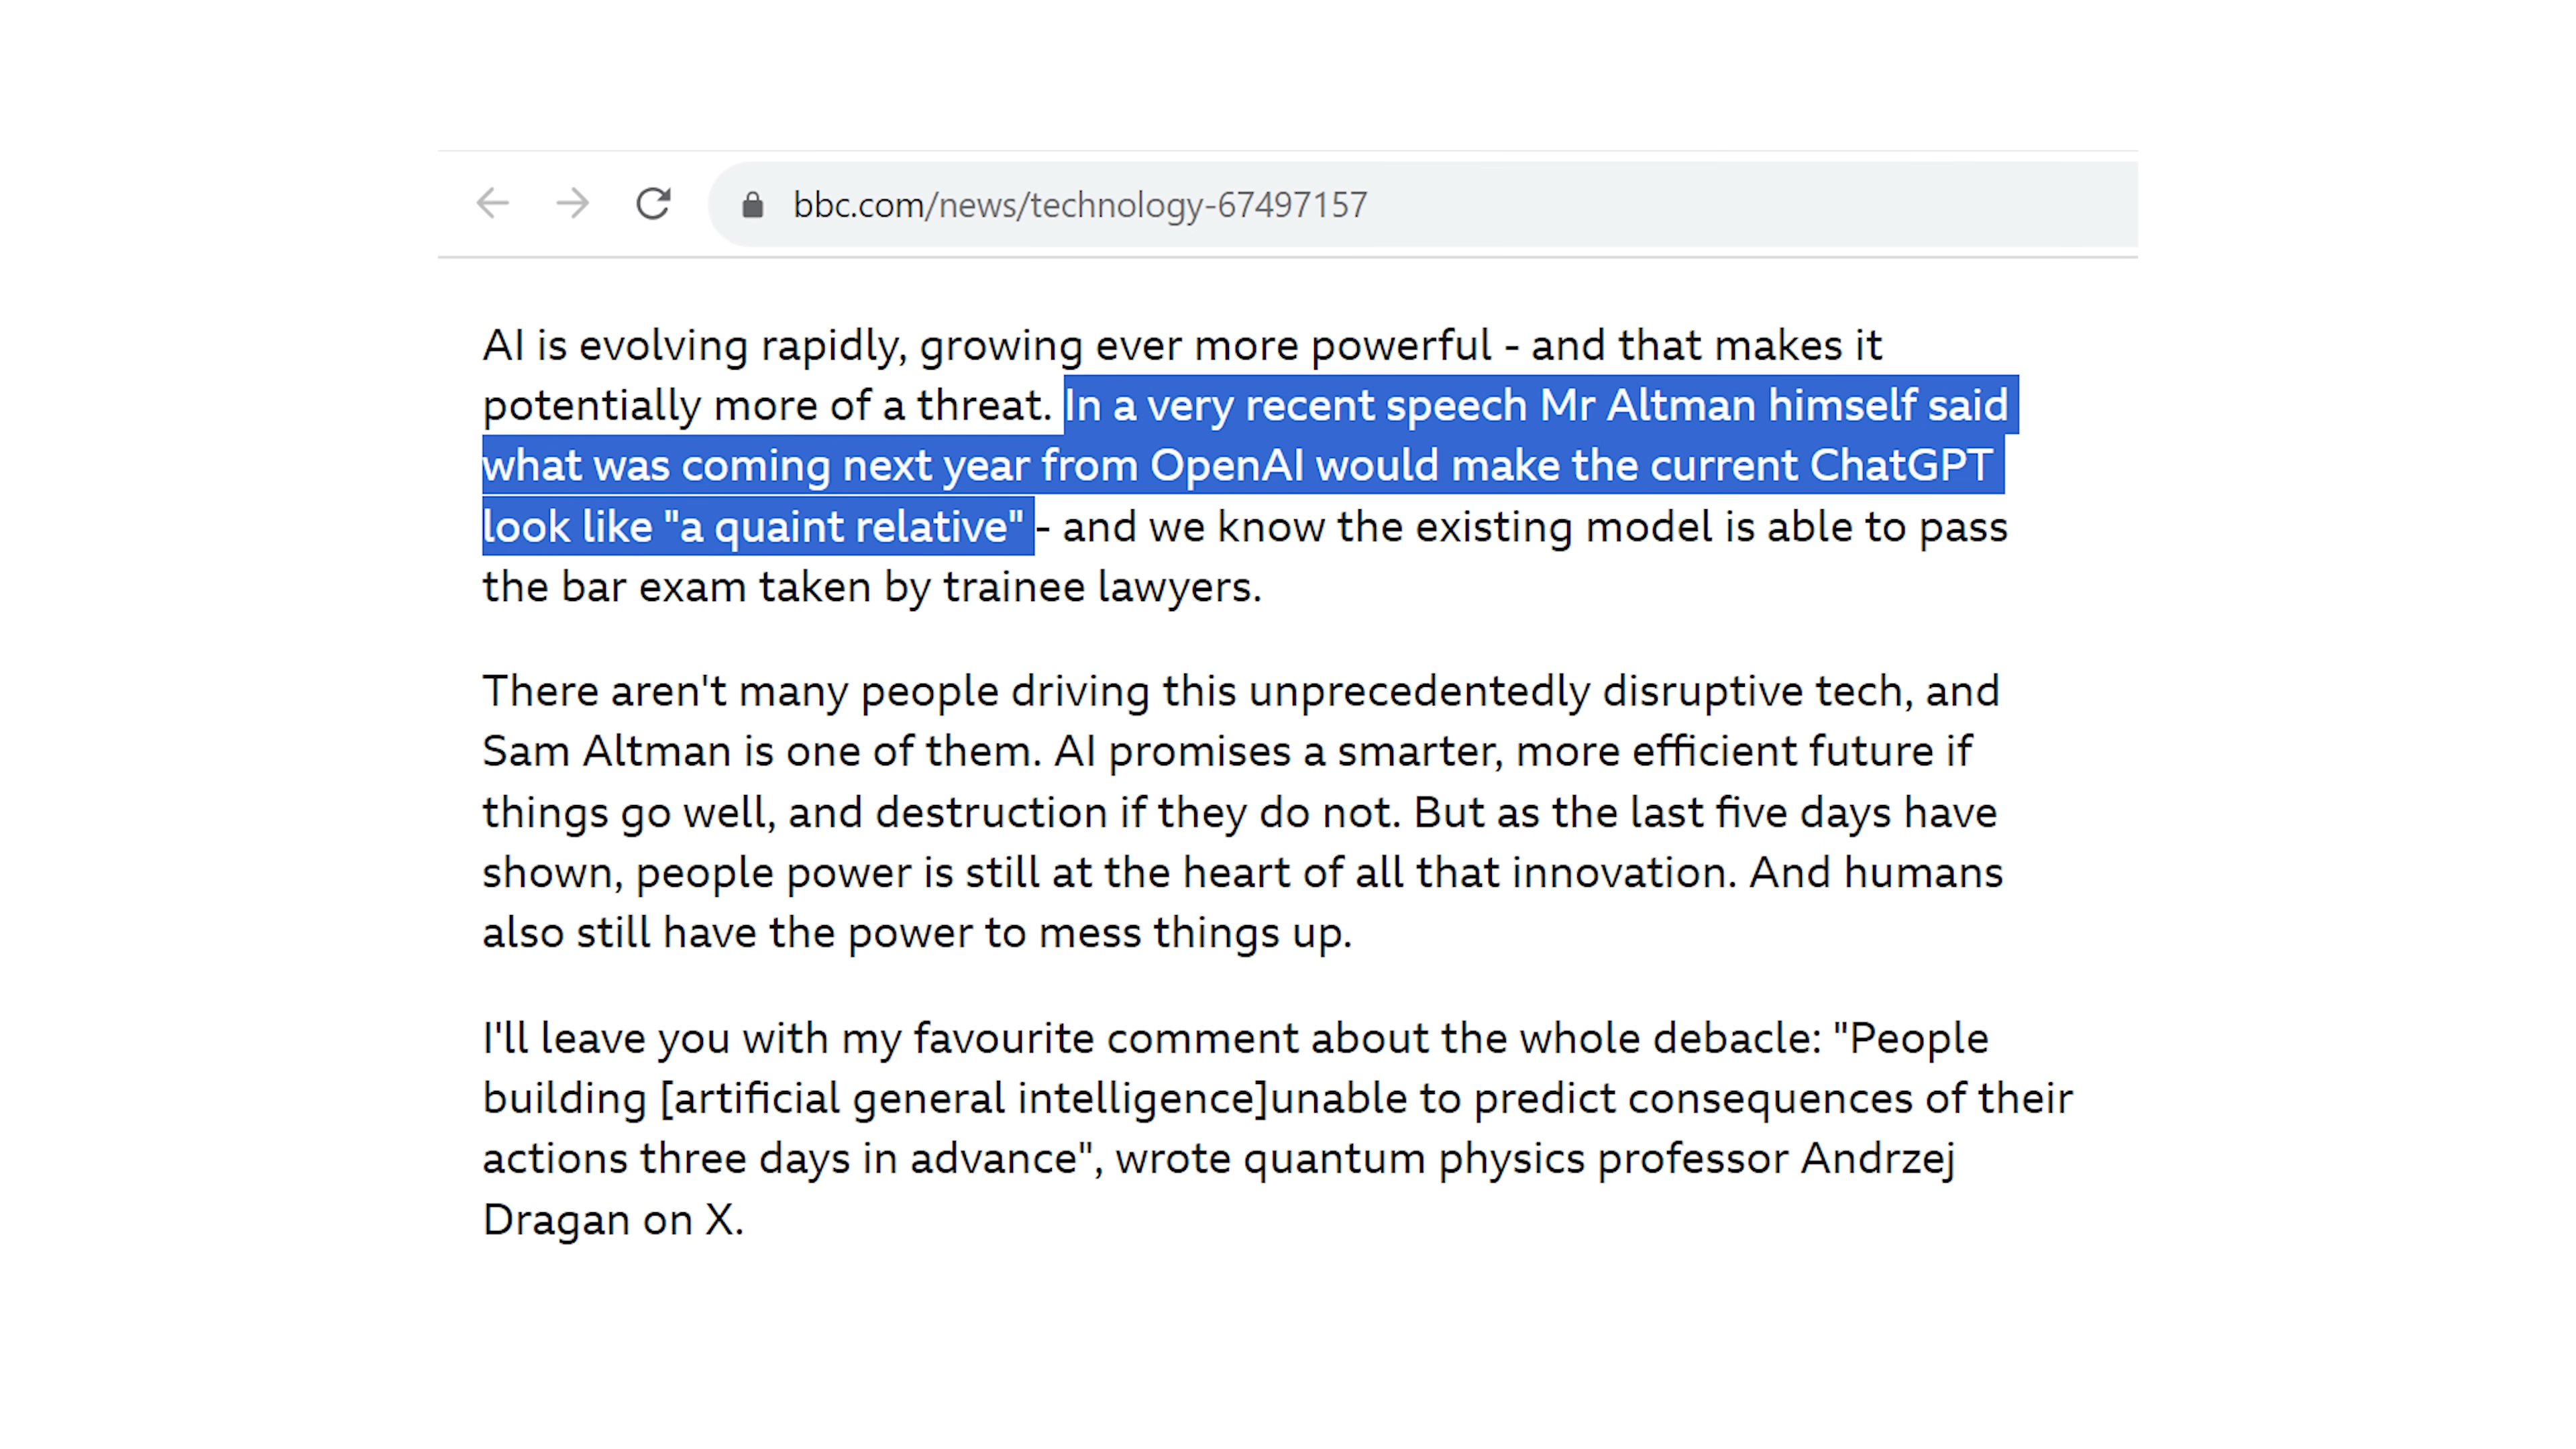 bbc.com/news/technology-67497157
AI is evolving rapidly, growing ever more powerful - and that makes it
potentially more of a threat. In a very recent speech Mr Altman himself said
what was coming next year from OpenAI would make the current ChatGPT
look like "a quaint relative" - and we know the existing model is able to pass
the bar exam taken by trainee lawyers.
There aren't many people driving this unprecedentedly disruptive tech, and
Sam Altman is one of them. AI promises a smarter, more efficient future if
things go well, and destruction if they do not. But as the last five days have
shown, people power is still at the heart of all that innovation. And humans
also still have the power to mess things up.
I'll leave you with my favourite comment about the whole debacle: "People
building [artificial general intelligence]unable to predict consequences of their
actions three days in advance", wrote quantum physics professor Andrzej
Dragan on X.